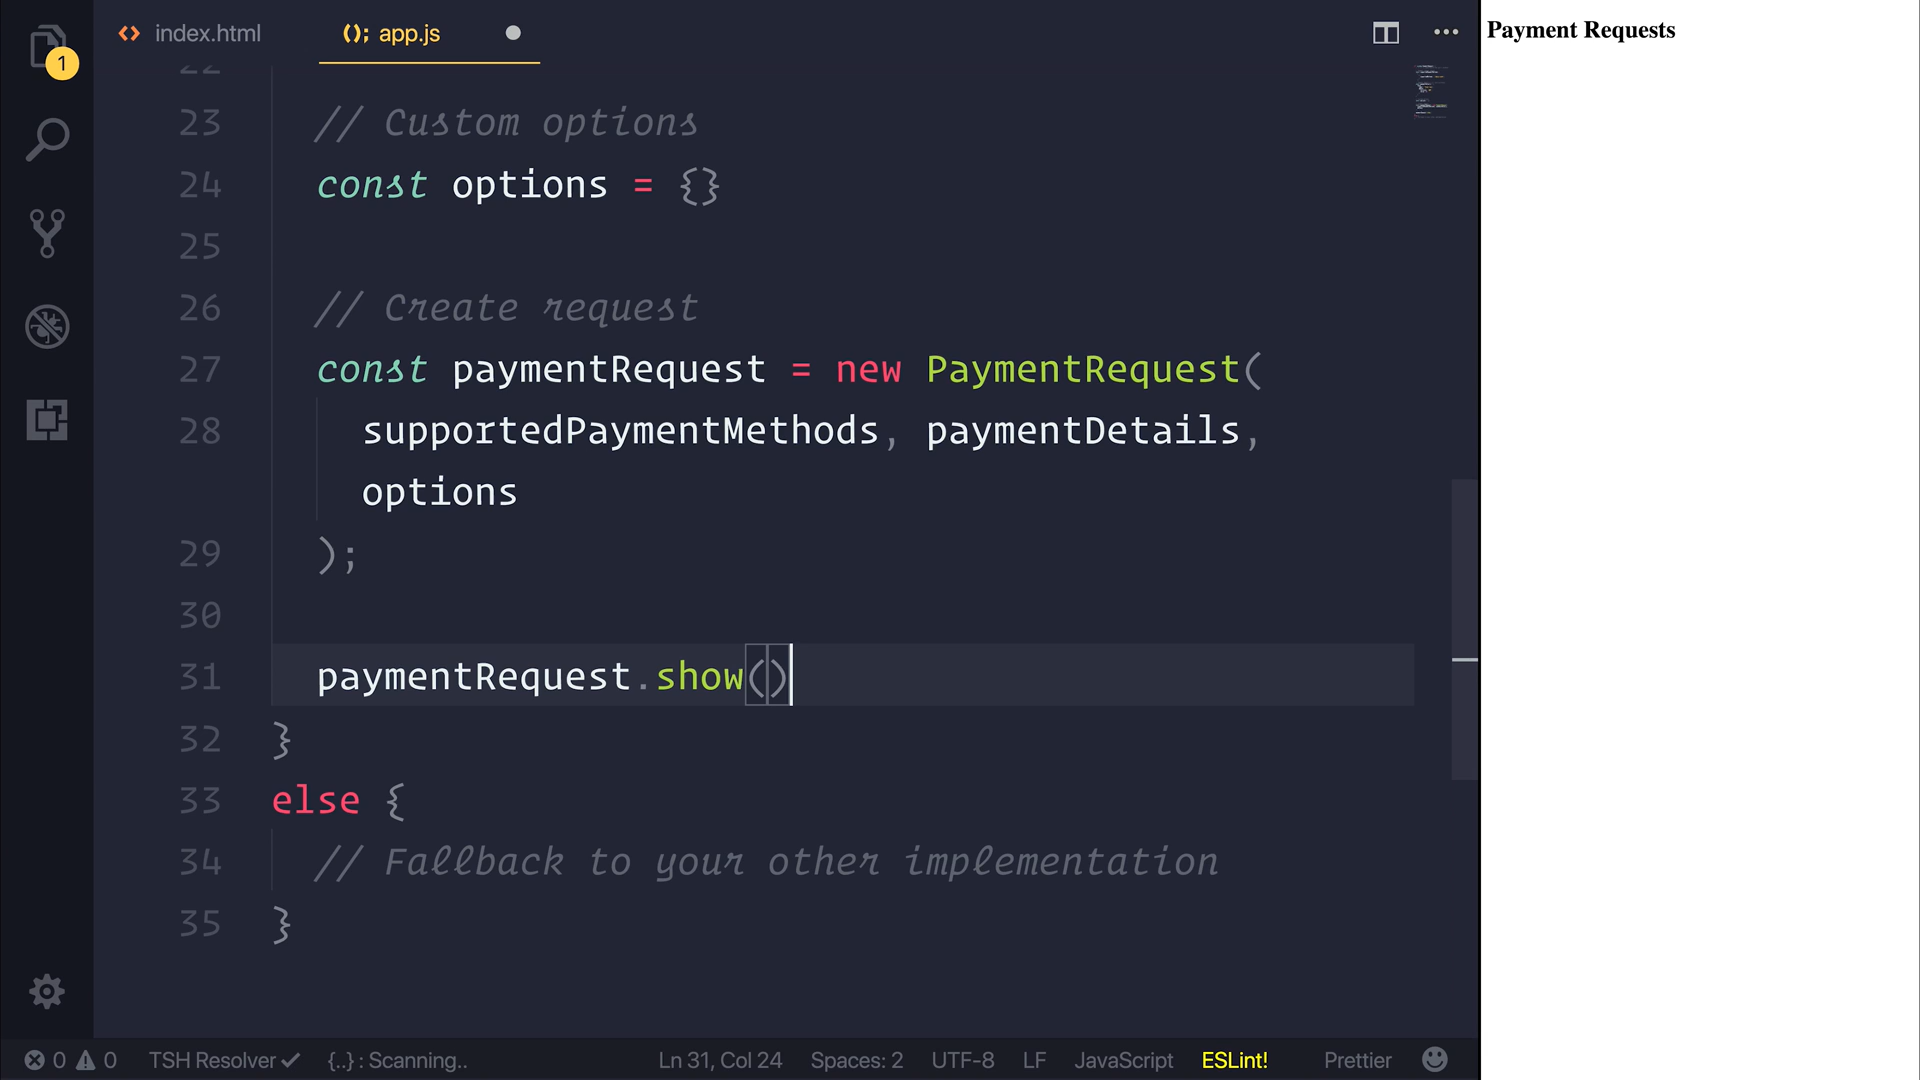 1
index.html
(); app.js
Payment Requests
22
23 // Custom options
24 const options = {}
25
26 // Create request
27 const paymentRequest = new PaymentRequest(
28 supportedPaymentMethods, paymentDetails,
options
29 );
30
31 paymentRequest.show()
32 }
33 else {
34 // Fallback to your other implementation
35 }
0 0 TSH Resolver {..} : Scanning.. Ln 31, Col 24 Spaces: 2 UTF-8 LF JavaScript ESLint! Prettier